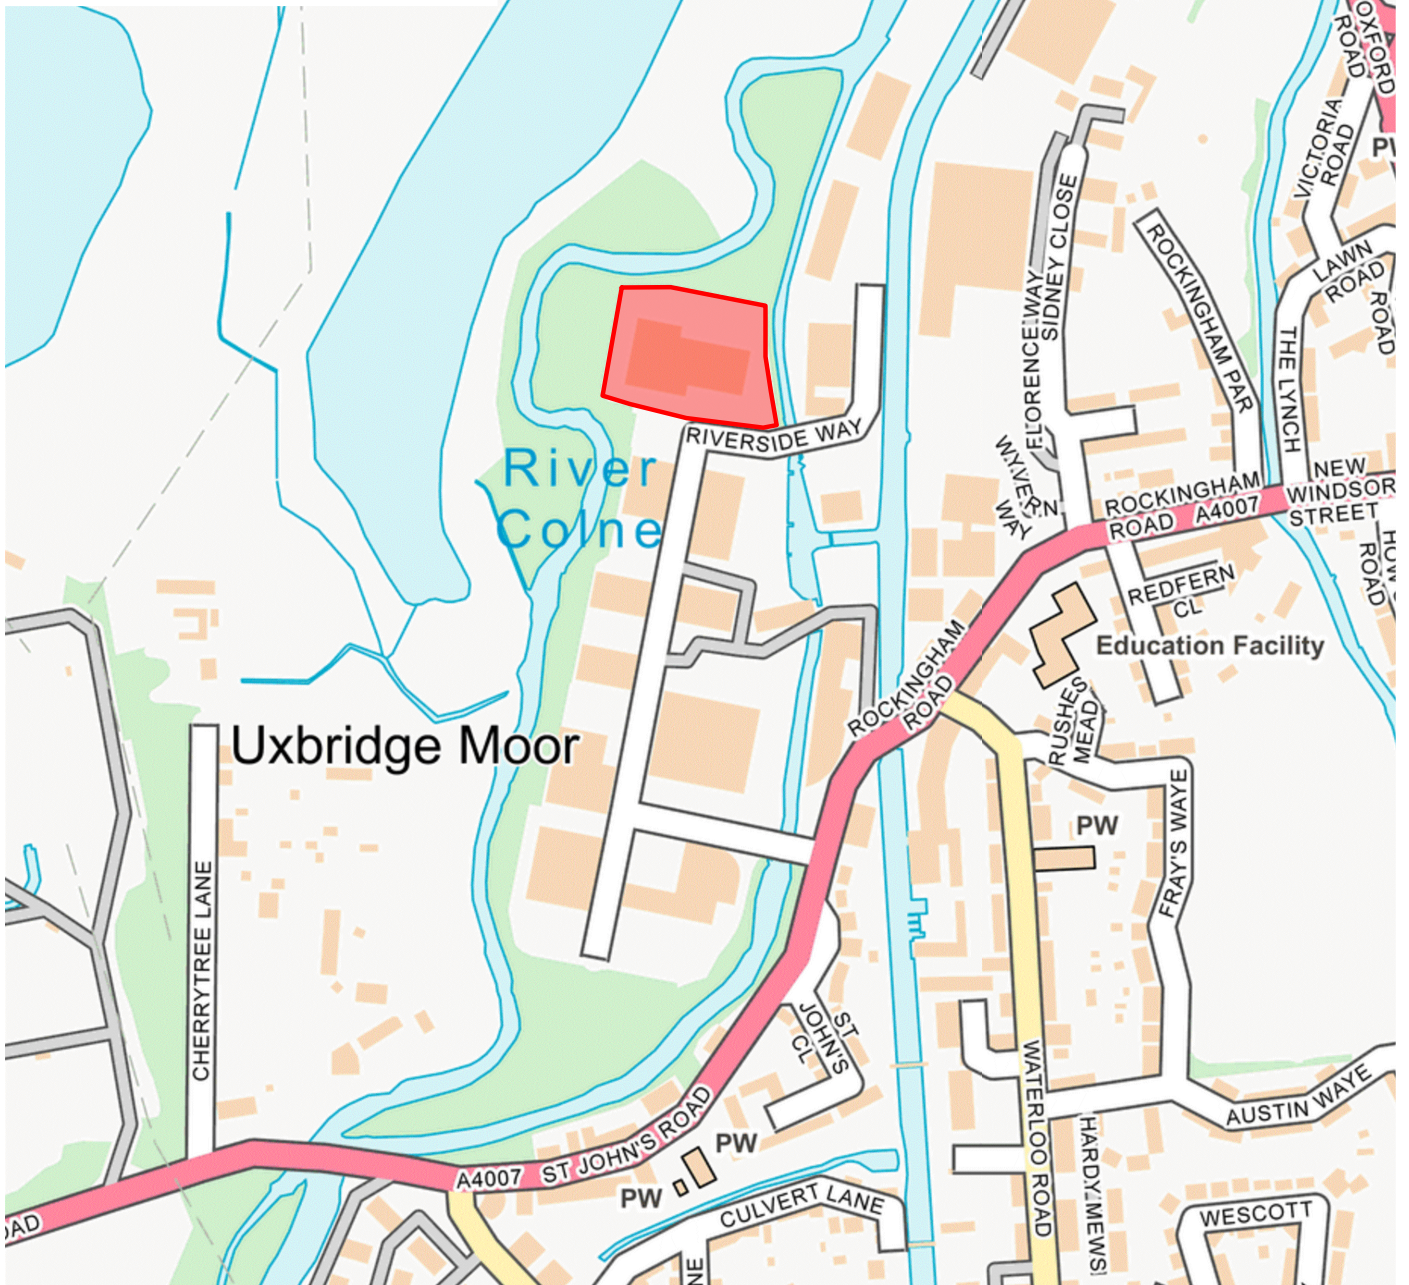 OXFORD
ROAD
VICTORIA
ROAD
SIDNEY CLOSE
FLORENCE WAY
ROCKINGHAM PAR
LAWN
ROAD
ROAD
THE LYNCH
RIVERSIDE WAY
River
Colne
WYVERN
WAY
ROCKINGHAM
ROAD A4007
NEW
WINDSOR
STREET
ROAD
REDFERN
CL
Education Facility
ROCKINGHAM
ROAD
RUSHES
MEAD
Uxbridge Moor
PW
FRAY'S WAYE
CHERRYTREE LANE
ST
JOHN'S
CL
WATERLOO ROAD
AUSTIN WAYE
HARDY MEWS
A4007 ST JOHN'S ROAD
PW
PW
CULVERT LANE
WESCOTT
OAD
NE